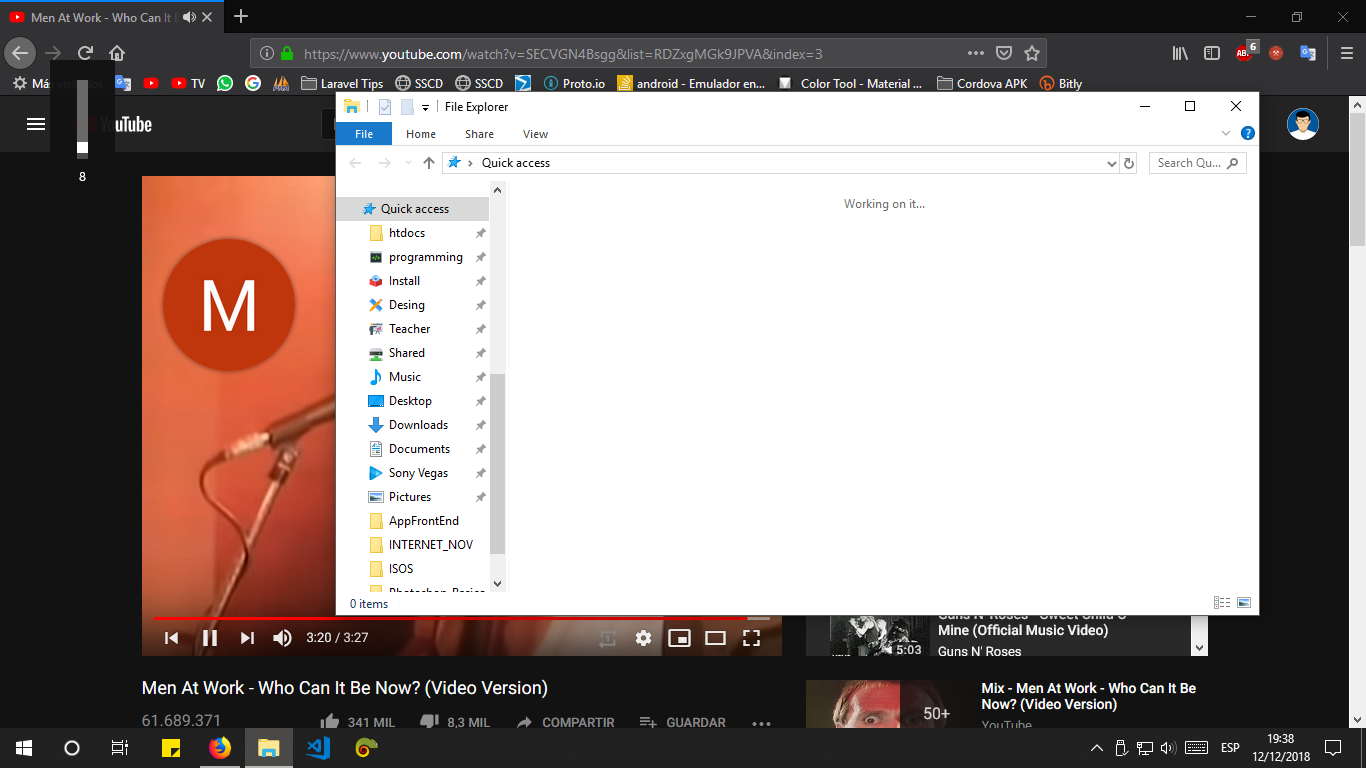 Men At Work - Who Can It
https://www.youtube.com/watch?v=SECVGN4Bsgg&list=RDZxgMGk9JPVA&index=3
6
Más
TV
Laravel Tips
SSCD
SSCD
Proto.io
android - Emulador en...
Color Tool - Material ...
Cordova APK
Bitly
YouTube
8
File Explorer
File
Home
Share
View
Quick access
Search Qu...
Working on it...
Quick access
htdocs
programming
Install
Desing
Teacher
Shared
Music
Desktop
Downloads
Documents
Sony Vegas
Pictures
AppFrontEnd
INTERNET_NOV
ISOS
Photoshop_Basics
0 items
M
3:20 / 3:27
Men At Work - Who Can It Be Now? (Video Version)
61.689.371
341 MIL
8,3 MIL
COMPARTIR
GUARDAR
Guns N' Roses - Sweet Child O'
Mine (Official Music Video)
Guns N' Roses
5:03
Mix - Men At Work - Who Can It Be
Now? (Video Version)
YouTube
50+
ESP
19:38
12/12/2018